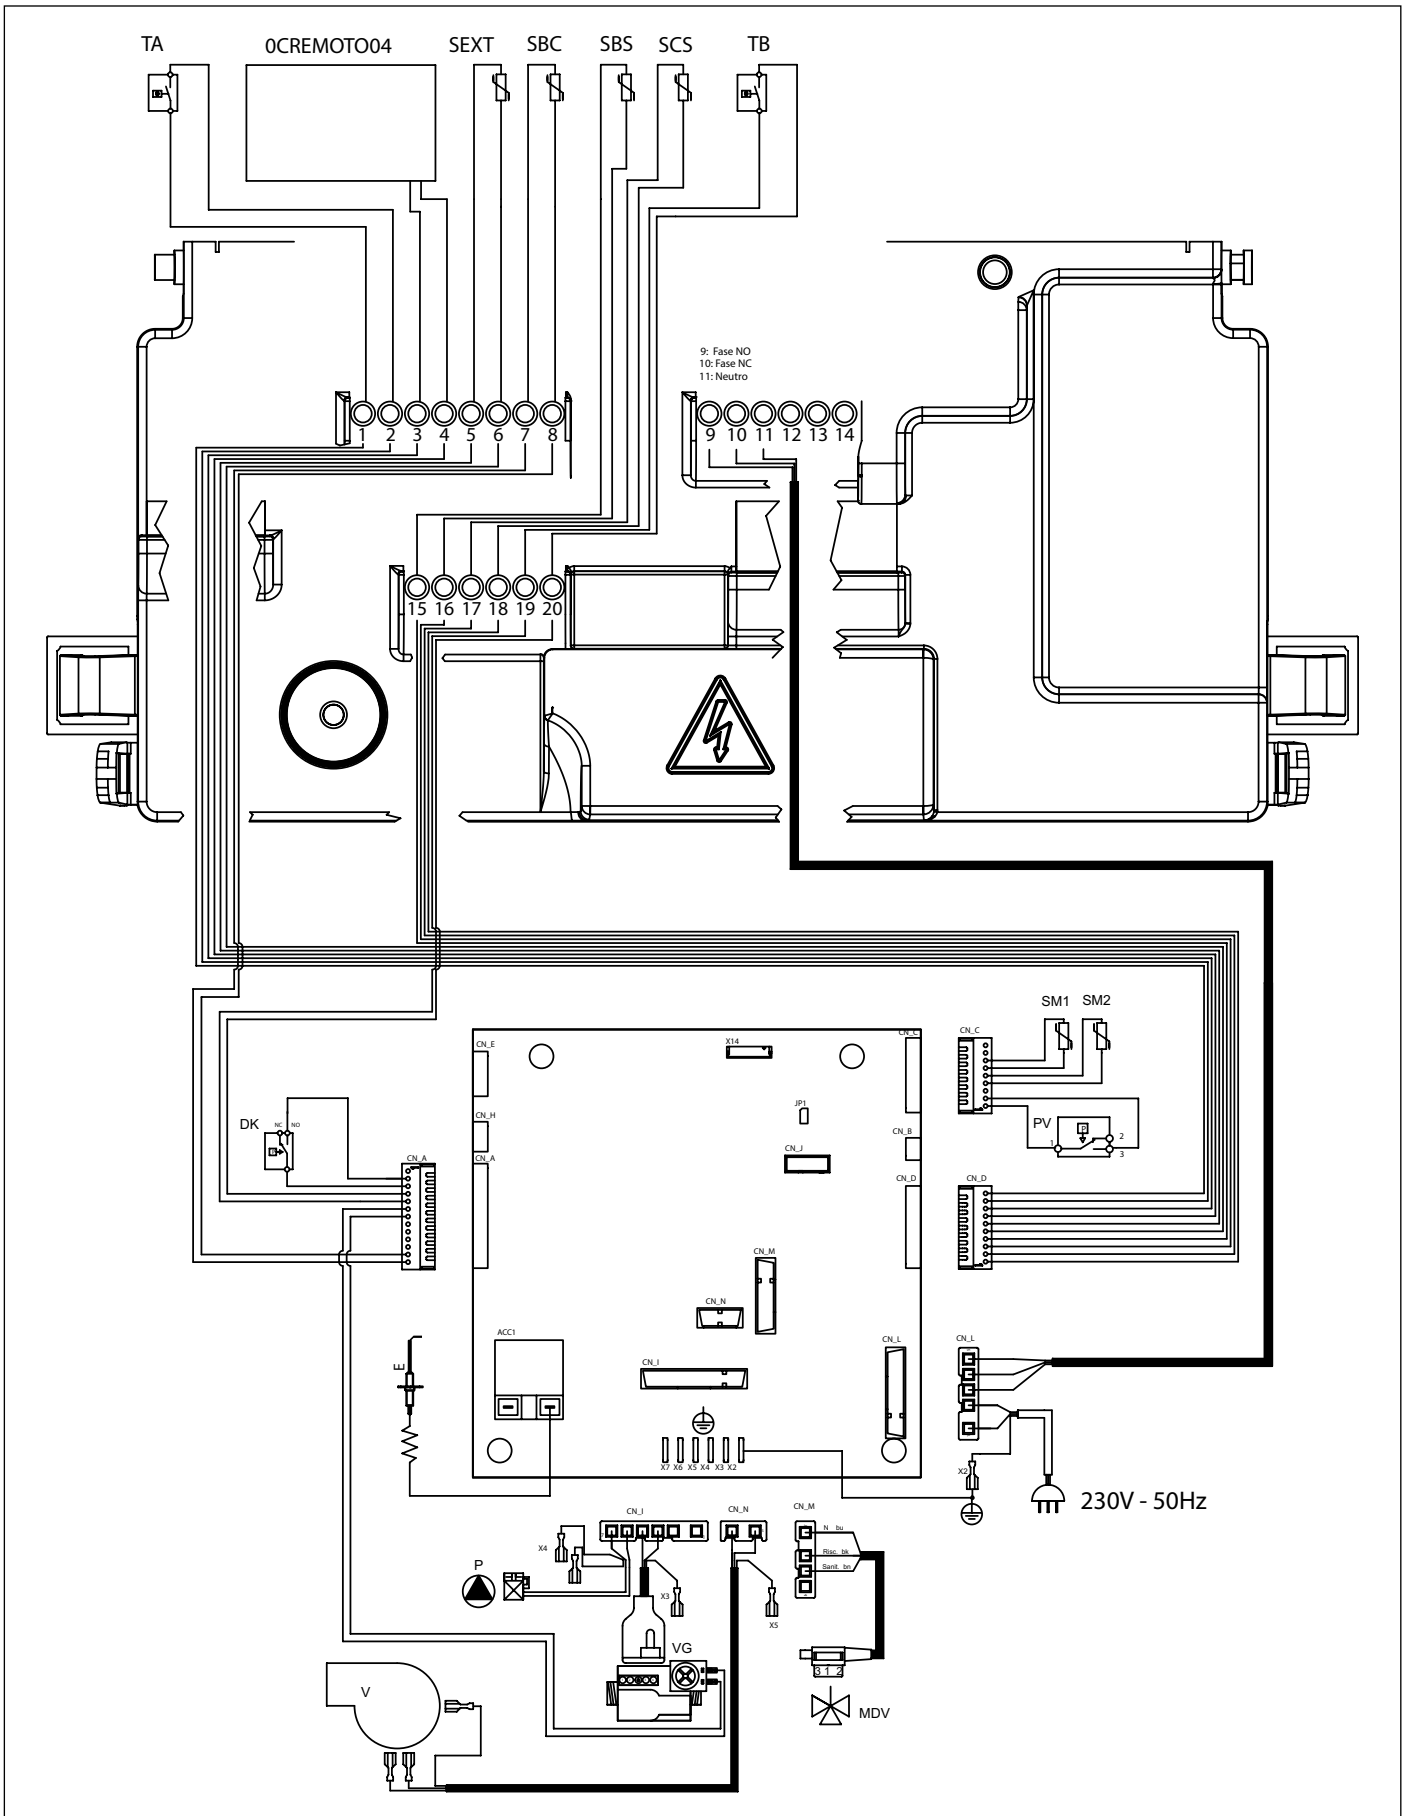 TA 0CREMOTO04 SEXT SBC SBS SCS TB
9: Fase NO
10: Fase NC
11: Neutro
1 2 3 4 5 6 7 8
9 10 11 12 13 14
15 16 17 18 19 20
SM1 SM2
CN_E
X14
CN_C
CN_C
JP1
CN_H
CN_J
CN_B
PV
P
1
2
3
DK
NC NO
CN_A
CN_A
CN_D
CN_D
CN_M
CN_N
ACC1
CN_I
CN_L
CN_L
E
X7 X6 X5 X4 X3 X2
X2
230V - 50Hz
CN_I
CN_N
CN_M
N bu
Risc. bk
Sanit. bn
X4
P
X3
X5
VG
V
3 1 2
MDV